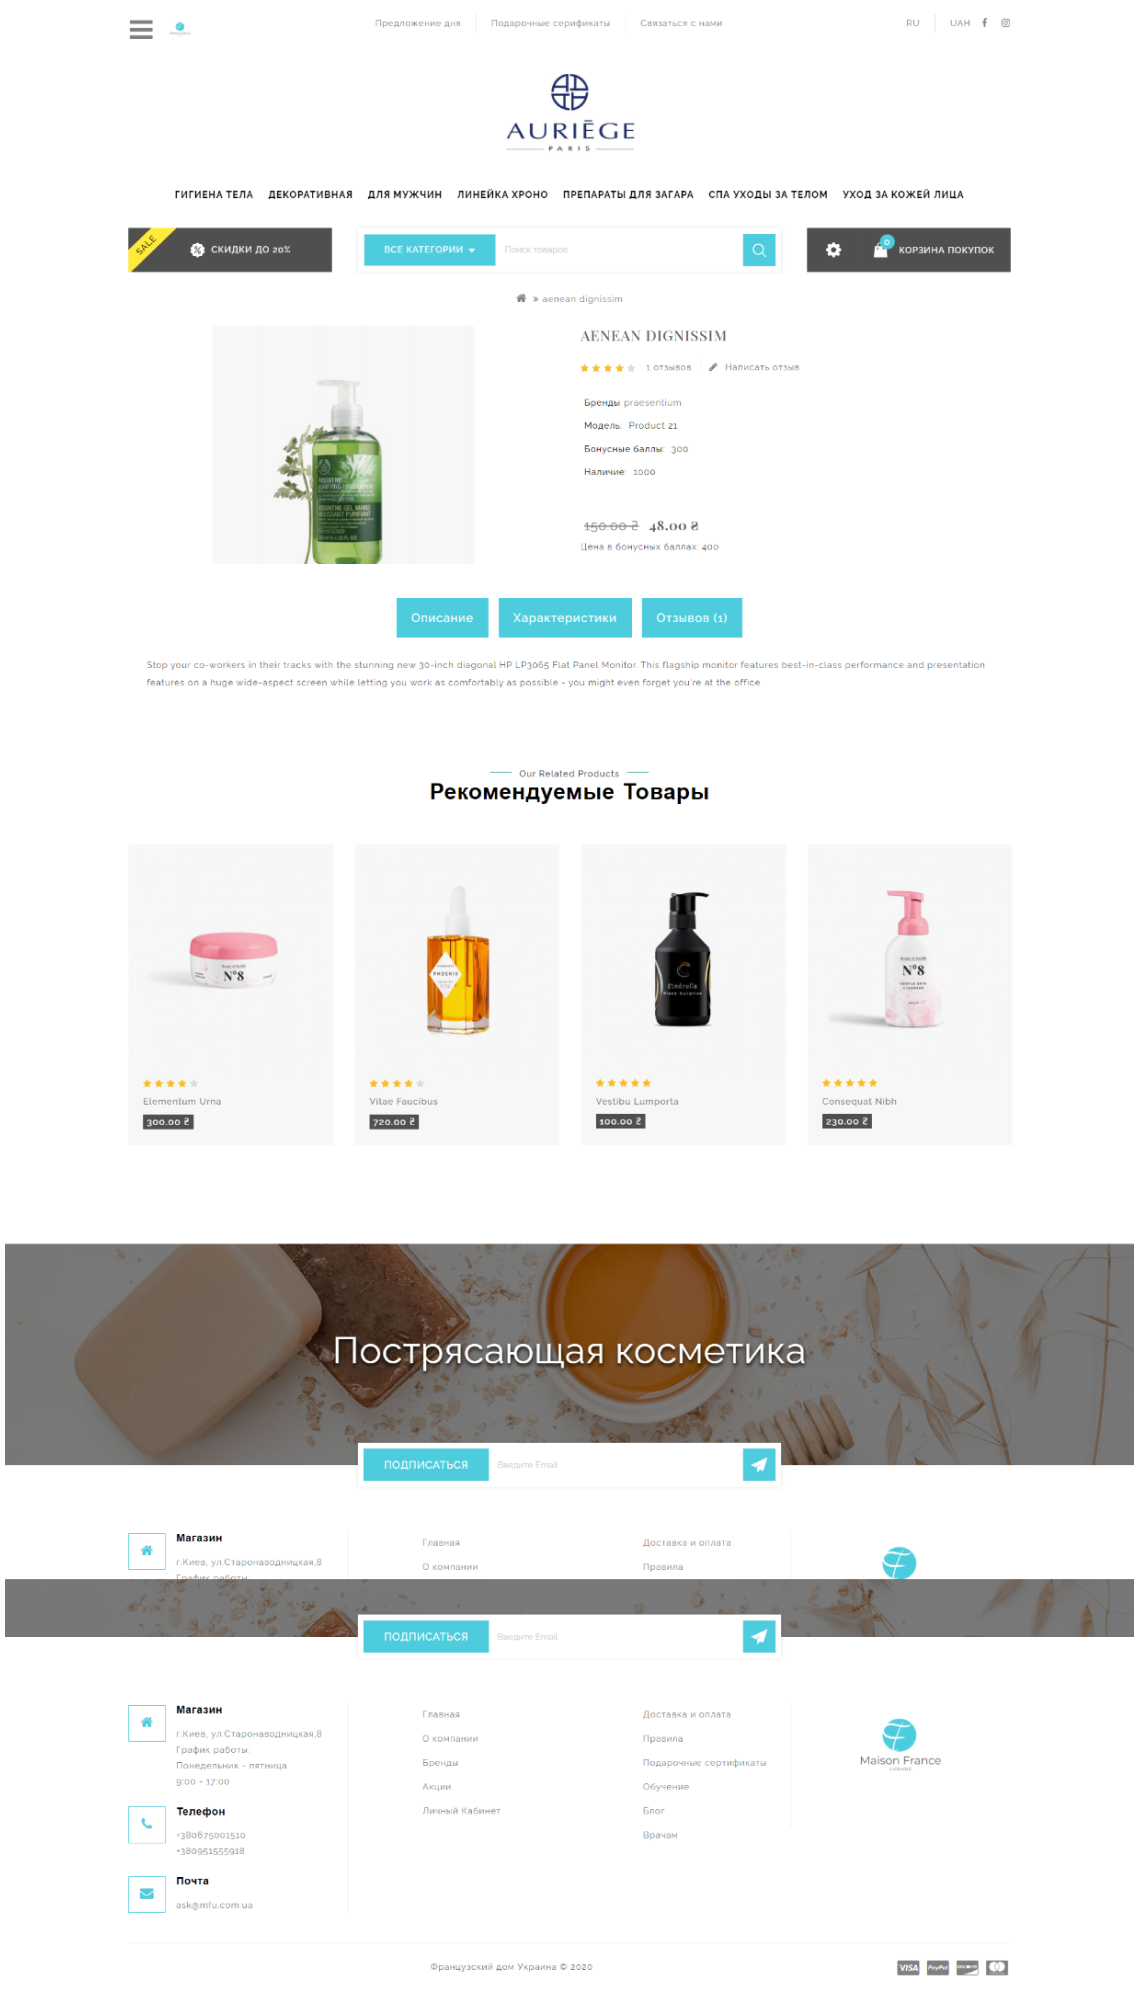 Предложение дня
Подарочные серификаты
Связаться с нами
RU
UAH
AURIĒGE
PARIS
ГИГИЕНА ТЕЛА ДЕКОРАТИВНАЯ ДЛЯ МУЖЧИН ЛИНЕЙКА ХРОНО ПРЕПАРАТЫ ДЛЯ ЗАГАРА СПА УХОДЫ ЗА ТЕЛОМ УХОД ЗА КОЖЕЙ ЛИЦА
SALE
СКИДКИ ДО 20%
ВСЕ КАТЕГОРИИ
Поиск товаров
0
КОРЗИНА ПОКУПОК
» aenean dignissim
AENEAN DIGNISSIM
1 отзывов
Написать отзыв
Бренды praesentium
Модель: Product 21
Бонусные баллы: 300
Наличие: 1000
150.00 ₴ 48.00 ₴
Цена в бонусных баллах: 400
Описание
Характеристики
Отзывов (1)
Stop your co-workers in their tracks with the stunning new 30-inch diagonal HP LP3065 Flat Panel Monitor. This flagship monitor features best-in-class performance and presentation
features on a huge wide-aspect screen while letting you work as comfortably as possible - you might even forget you're at the office
Our Related Products
Рекомендуемые Товары
N°8
PHOENIX
Cindrella
N°8
GENTLE SKIN
CLEANSER
Elementum Urna
300.00 ₴
Vitae Faucibus
720.00 ₴
Vestibu Lumporta
100.00 ₴
Consequat Nibh
230.00 ₴
Пострясающая косметика
ПОДПИСАТЬСЯ
Введите Email
Магазин
г.Киев, ул.Старонаводницкая,8
График работы:
Главная
О компании
Доставка и оплата
Правила
ПОДПИСАТЬСЯ
Введите Email
Магазин
г.Киев, ул.Старонаводницкая,8
График работы:
Понедельник - пятница
9:00 - 17:00
Телефон
+380675001510
+380951555918
Почта
ask@mfu.com.ua
Главная
О компании
Бренды
Акции
Личный Кабинет
Доставка и оплата
Правила
Подарочные сертификаты
Обучение
Блог
Врачам
Maison France
Французский дом Украина © 2020
VISA
PayPal
DISCOVER